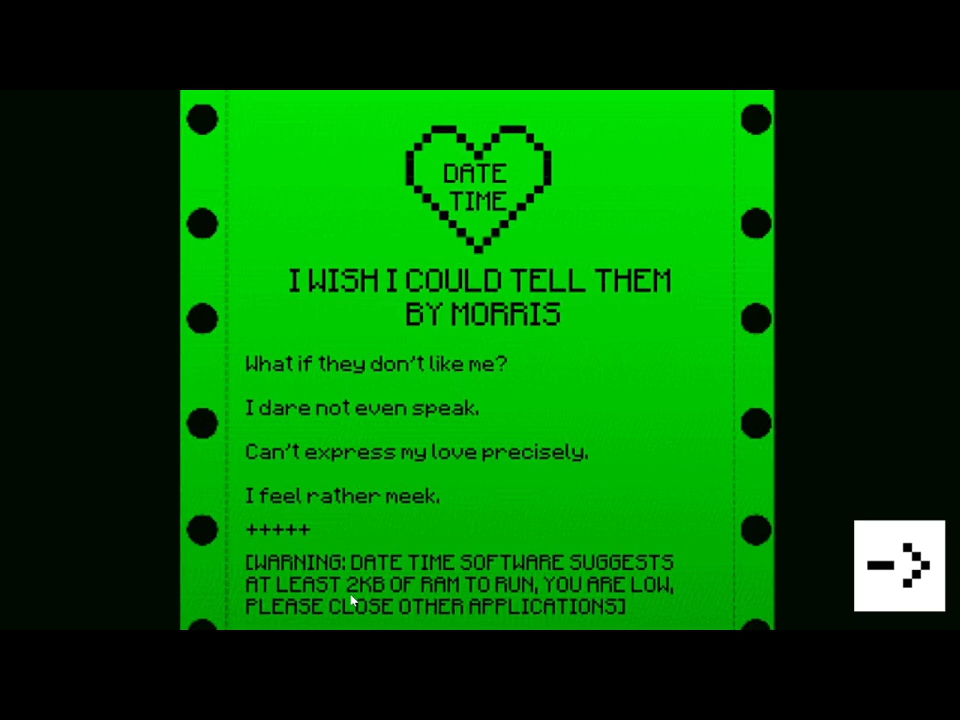 DATE
TIME
I WISH I COULD TELL THEM
BY MORRIS
What if they don't like me?
I dare not even speak.
Can't express my love precisely.
I feel rather meek.
+++++
[WARNING: DATE TIME SOFTWARE SUGGESTS
AT LEAST 2KB OF RAM TO RUN, YOU ARE LOW,
PLEASE CLOSE OTHER APPLICATIONS]